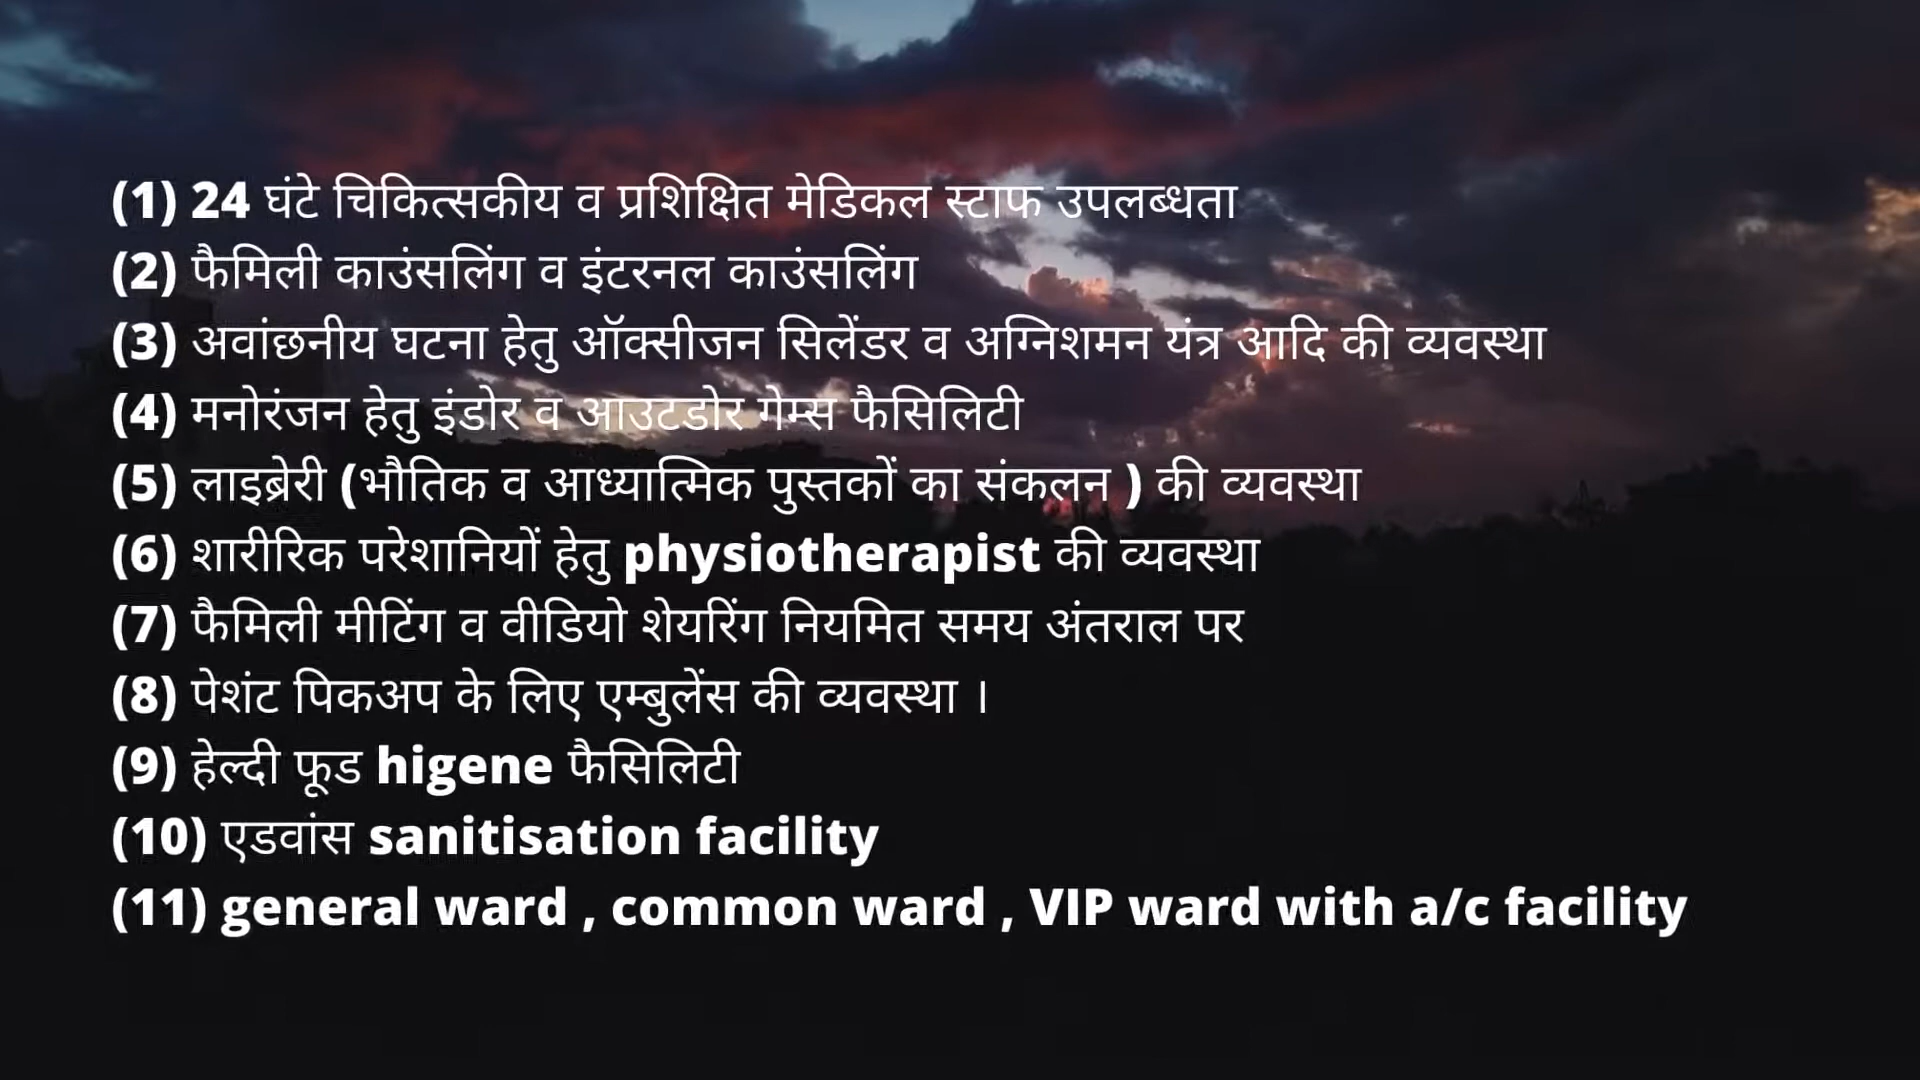 (1) 24 घंटे चिकित्सकीय व प्रशिक्षित मेडिकल स्टाफ उपलब्धता
(2) फैमिली काउंसलिंग व इंटरनल काउंसलिंग
(3) अवांछनीय घटना हेतु ऑक्सीजन सिलेंडर व अग्निशमन यंत्र आदि की व्यवस्था
(4) मनोरंजन हेतु इंडोर व आउटडोर गेम्स फैसिलिटी
(5) लाइब्रेरी (भौतिक व आध्यात्मिक पुस्तकों का संकलन ) की व्यवस्था
(6) शारीरिक परेशानियों हेतु physiotherapist की व्यवस्था
(7) फैमिली मीटिंग व वीडियो शेयरिंग नियमित समय अंतराल पर
(8) पेशंट पिकअप के लिए एम्बुलेंस की व्यवस्था ।
(9) हेल्दी फूड higene फैसिलिटी
(10) एडवांस sanitisation facility
(11) general ward , common ward , VIP ward with a/c facility